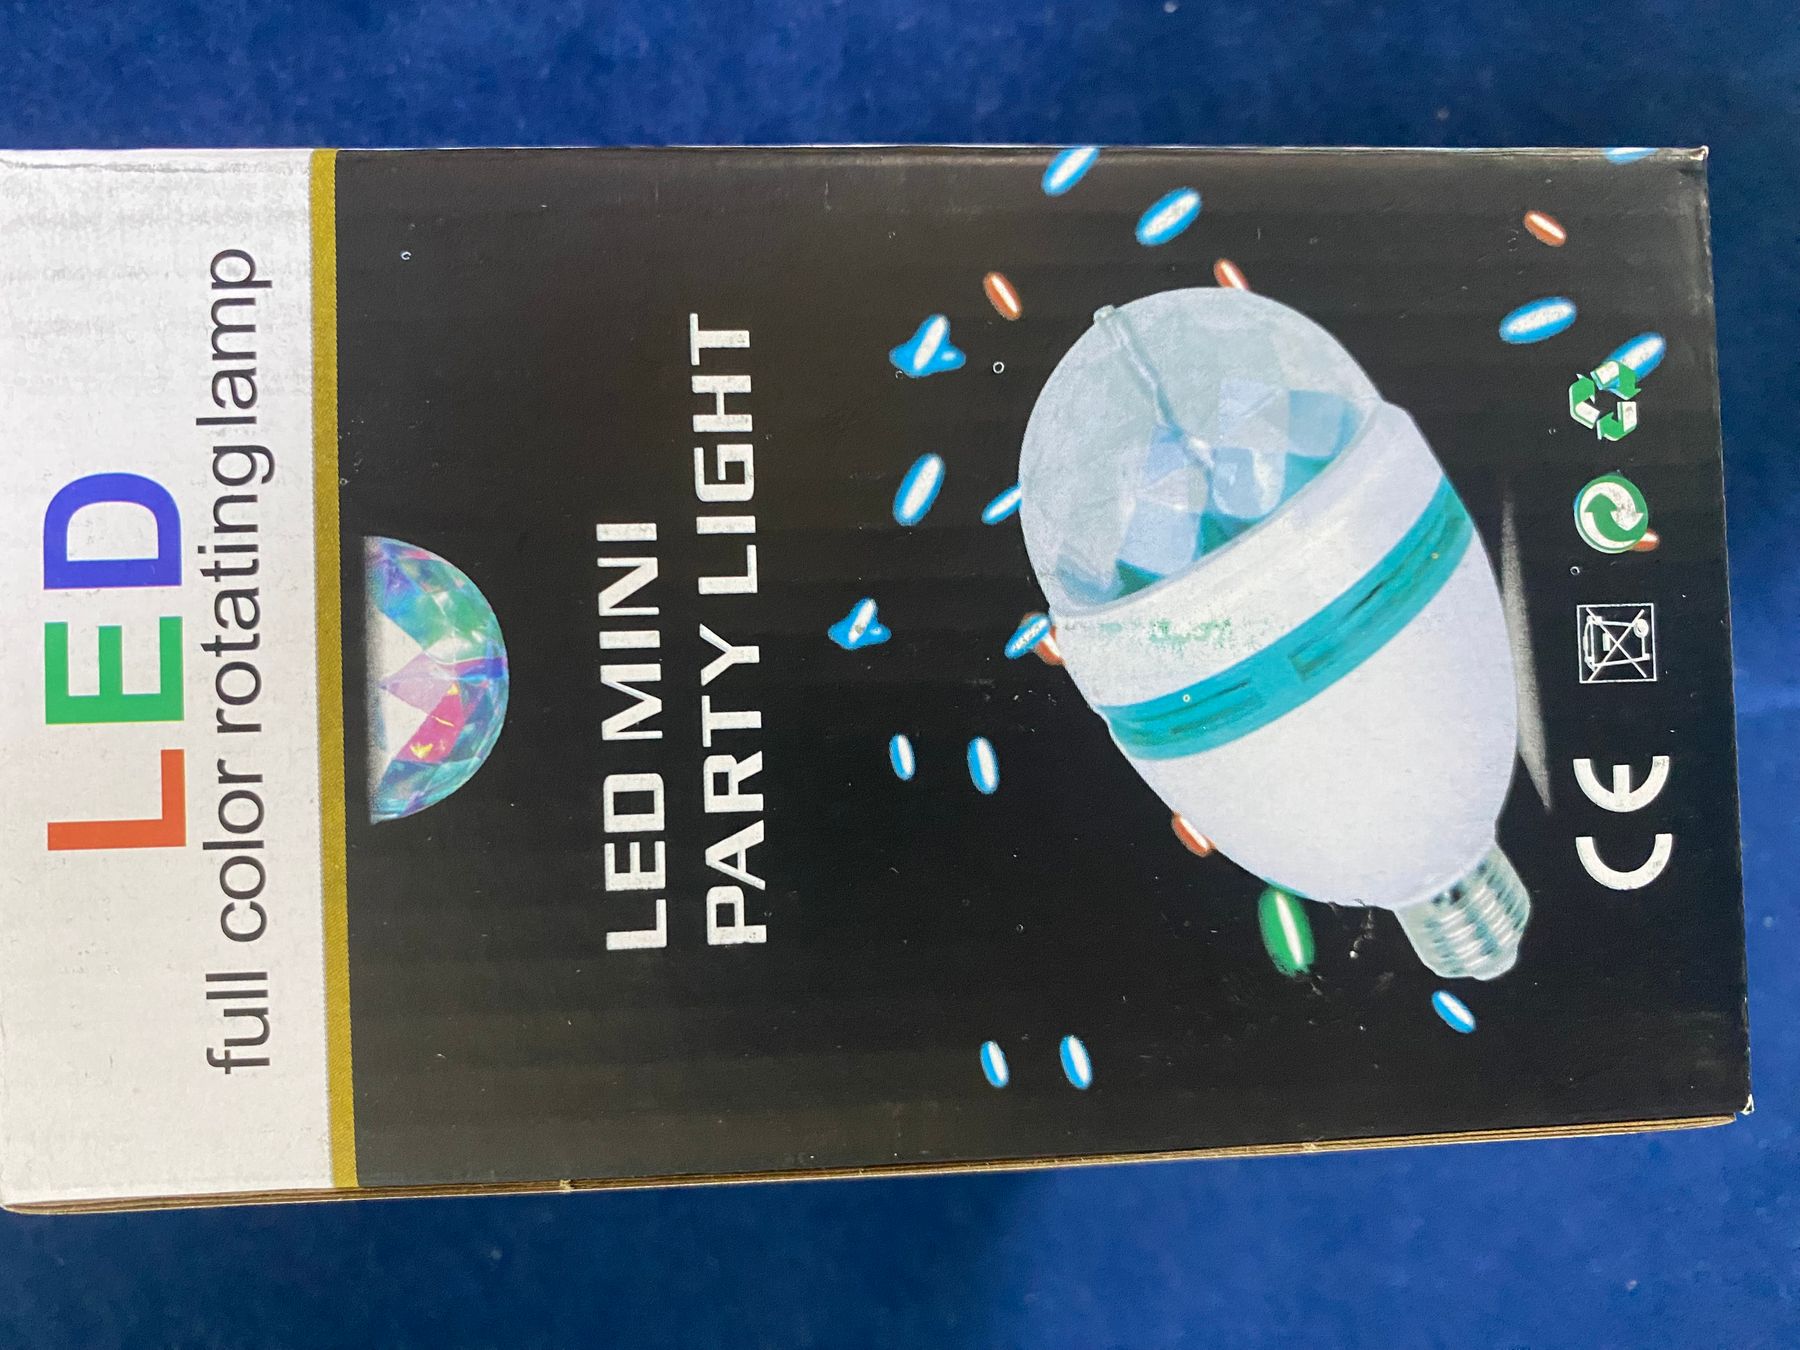 LED
full color rotating lamp
LED MINI
PARTY LIGHT
CE